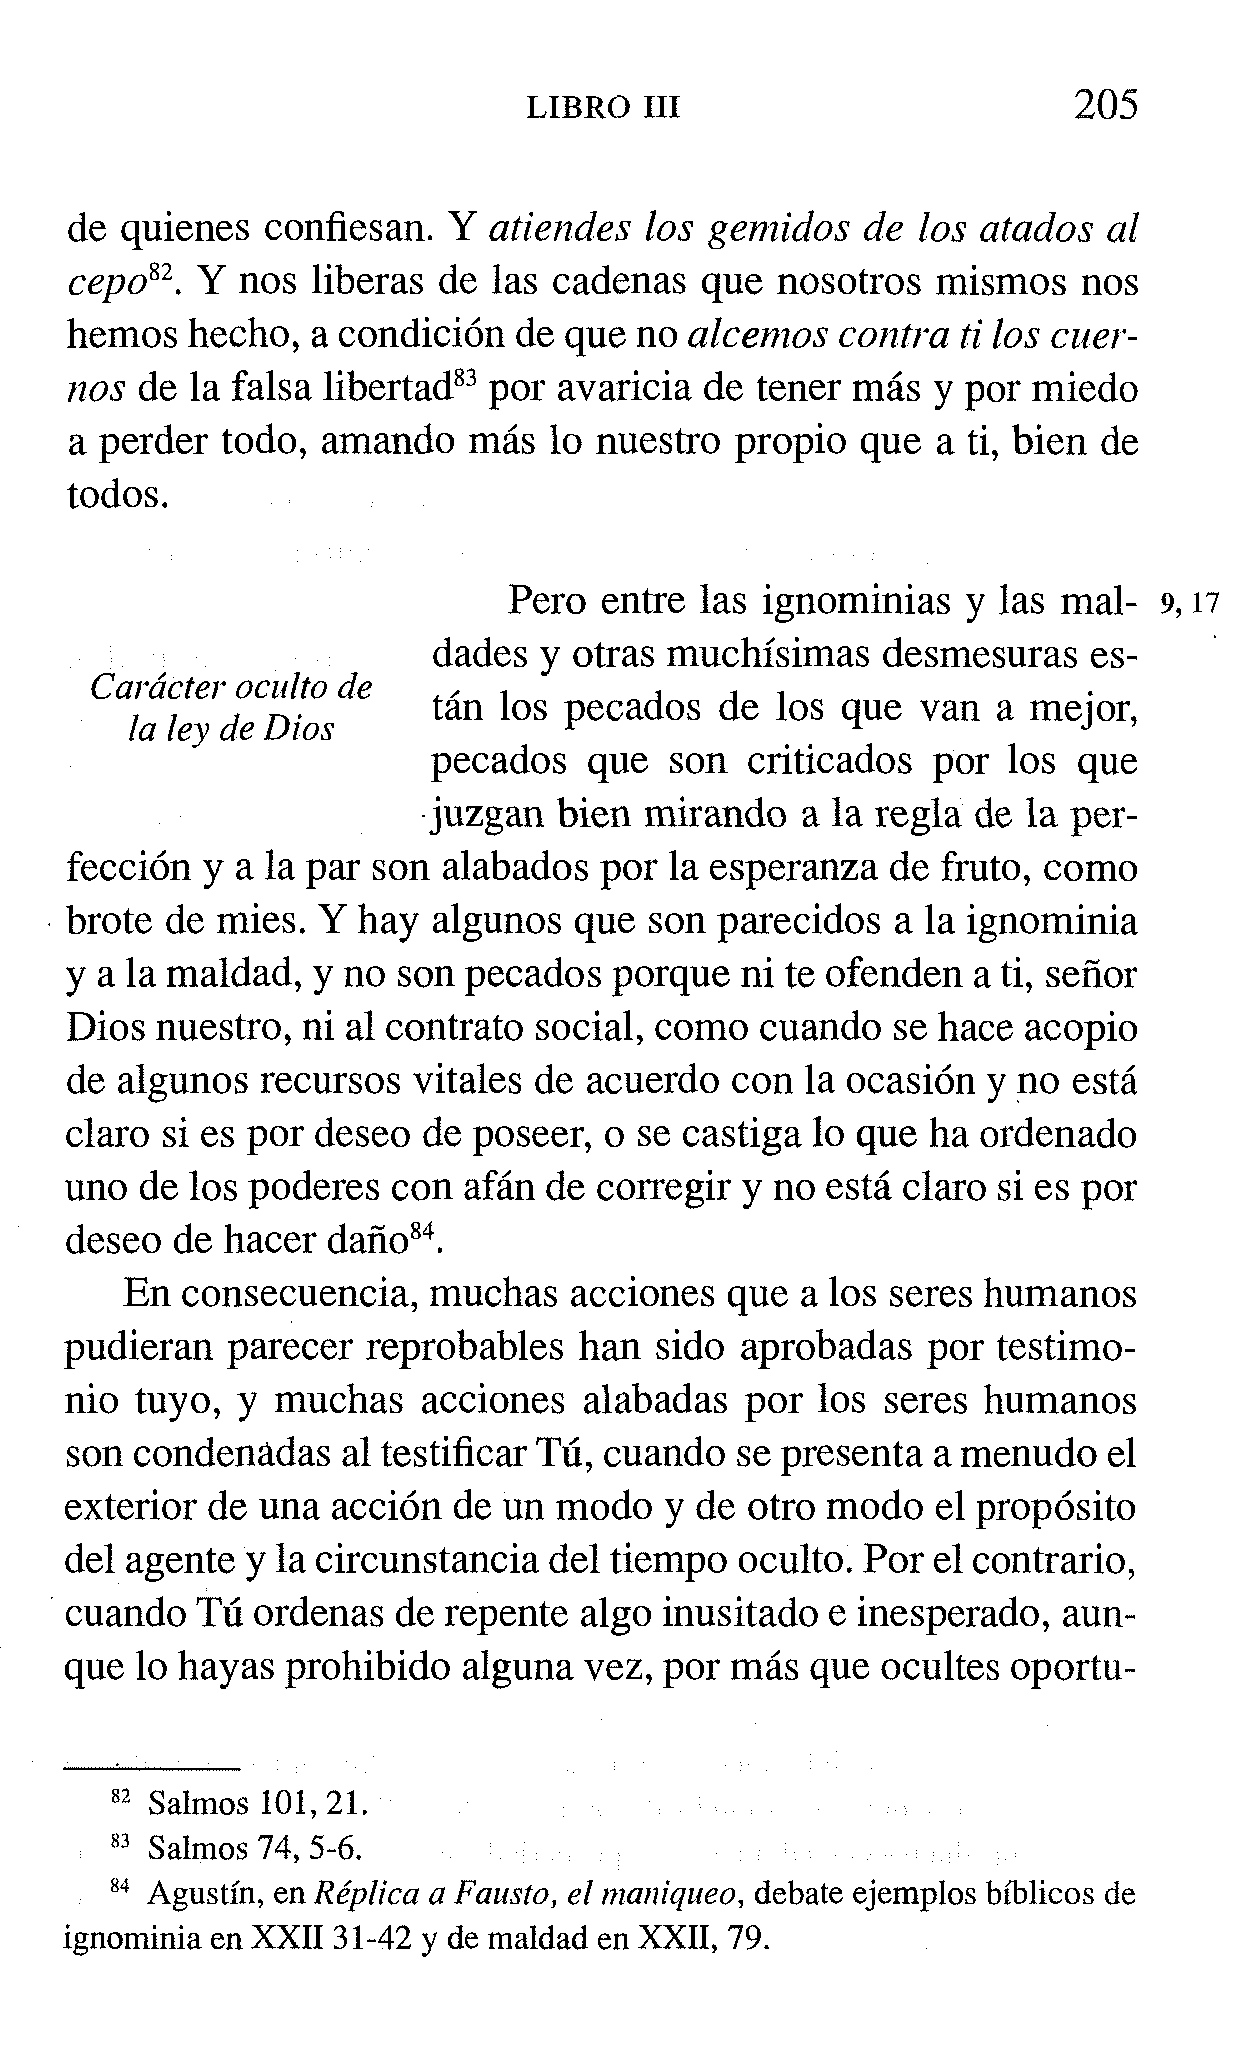 LIBRO III 205
de quienes confiesan. Y atiendes los gemidos de los atados al
cepo⁸². Y nos liberas de las cadenas que nosotros mismos nos
hemos hecho, a condición de que no alcemos contra ti los cuer-
nos de la falsa libertad⁸³ por avaricia de tener más y por miedo
a perder todo, amando más lo nuestro propio que a ti, bien de
todos.
Carácter oculto de
la ley de Dios
Pero entre las ignominias y las mal- 9, 17
dades y otras muchísimas desmesuras es-
tán los pecados de los que van a mejor,
pecados que son criticados por los que
juzgan bien mirando a la regla de la per-
fección y a la par son alabados por la esperanza de fruto, como
brote de mies. Y hay algunos que son parecidos a la ignominia
y a la maldad, y no son pecados porque ni te ofenden a ti, señor
Dios nuestro, ni al contrato social, como cuando se hace acopio
de algunos recursos vitales de acuerdo con la ocasión y no está
claro si es por deseo de poseer, o se castiga lo que ha ordenado
uno de los poderes con afán de corregir y no está claro si es por
deseo de hacer daño⁸⁴.
En consecuencia, muchas acciones que a los seres humanos
pudieran parecer reprobables han sido aprobadas por testimo-
nio tuyo, y muchas acciones alabadas por los seres humanos
son condenadas al testificar Tú, cuando se presenta a menudo el
exterior de una acción de un modo y de otro modo el propósito
del agente y la circunstancia del tiempo oculto. Por el contrario,
cuando Tú ordenas de repente algo inusitado e inesperado, aun-
que lo hayas prohibido alguna vez, por más que ocultes oportu-
⁸² Salmos 101, 21.
⁸³ Salmos 74, 5-6.
⁸⁴ Agustín, en Réplica a Fausto, el maniqueo, debate ejemplos bíblicos de
ignominia en XXII 31-42 y de maldad en XXII, 79.